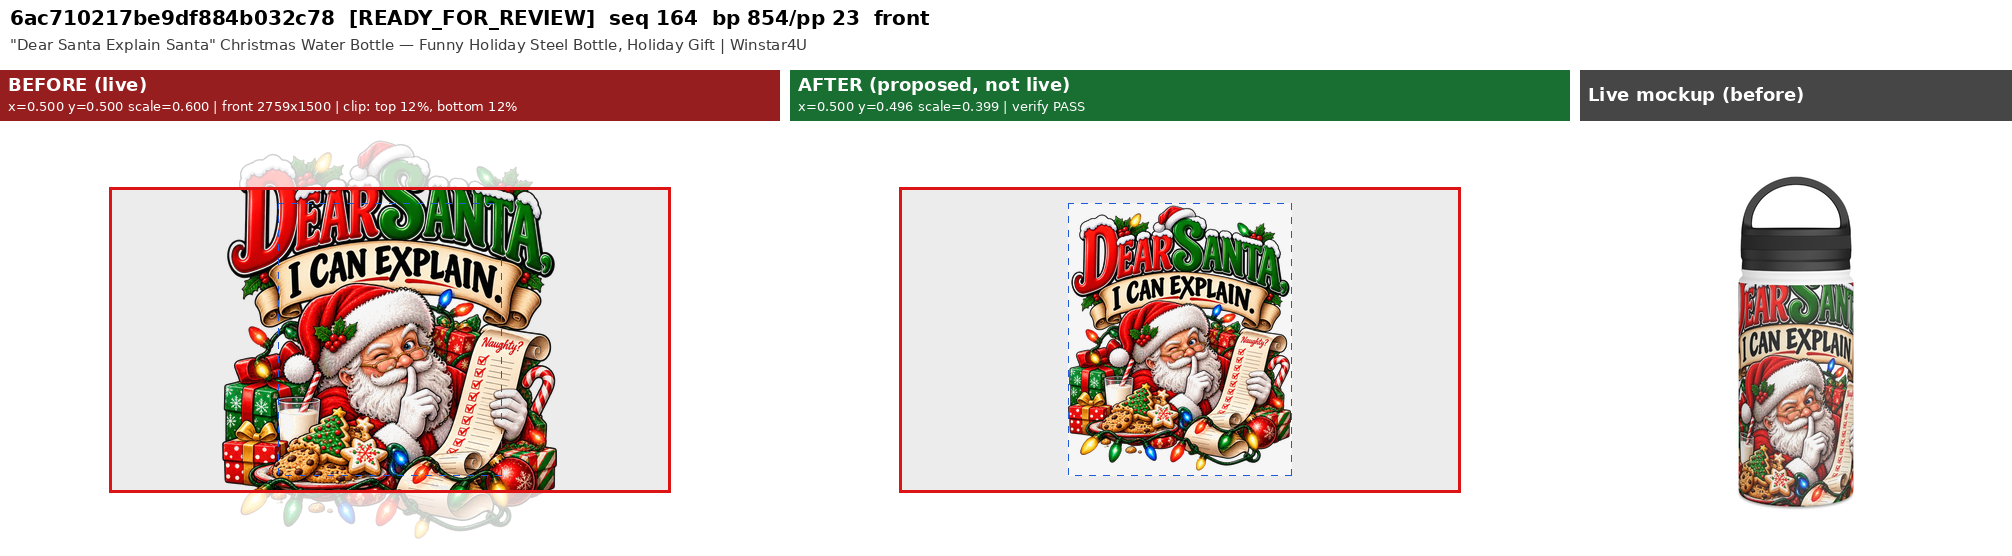 6ac710217be9df884b032c78  [READY_FOR_REVIEW]  seq 164  bp 854/pp 23  front
"Dear Santa Explain Santa" Christmas Water Bottle — Funny Holiday Steel Bottle, Holiday Gift | Winstar4U
BEFORE (live)
x=0.500 y=0.500 scale=0.600 | front 2759x1500 | clip: top 12%, bottom 12%
DEAR SANTA,
I CAN EXPLAIN.
Naughty?
AFTER (proposed, not live)
x=0.500 y=0.496 scale=0.399 | verify PASS
DEAR SANTA,
I CAN EXPLAIN.
Naughty?
Live mockup (before)
DEAR SANT
I CAN EXPLAIN.